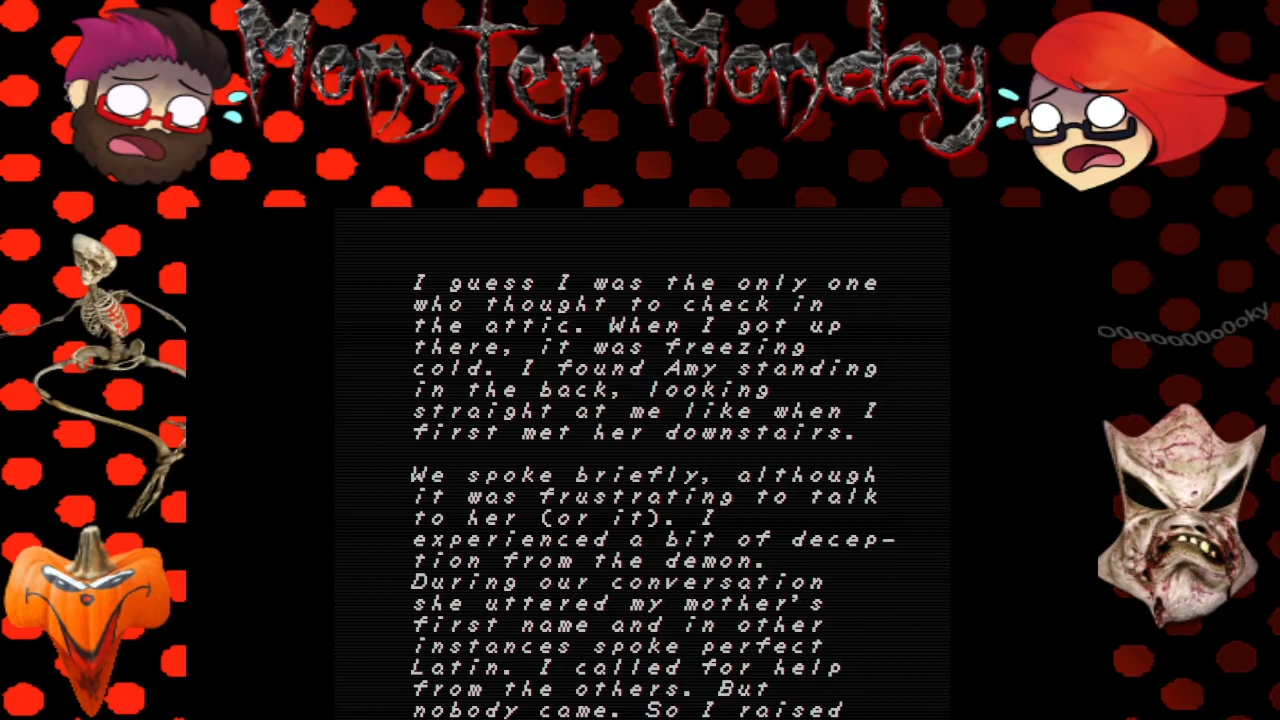 Monster Monday
OOoooo0Oo0oky
I guess I was the only one
who thought to check in
the attic. When I got up
there, it was freezing
cold. I found Amy standing
in the back, looking
straight at me like when I
first met her downstairs.
We spoke briefly, although
it was frustrating to talk
to her (or it). I
experienced a bit of decep-
tion from the demon.
During our conversation
she uttered my mother's
first name and in other
instances spoke perfect
Latin. I called for help
from the others. But
nobody came. So I raised